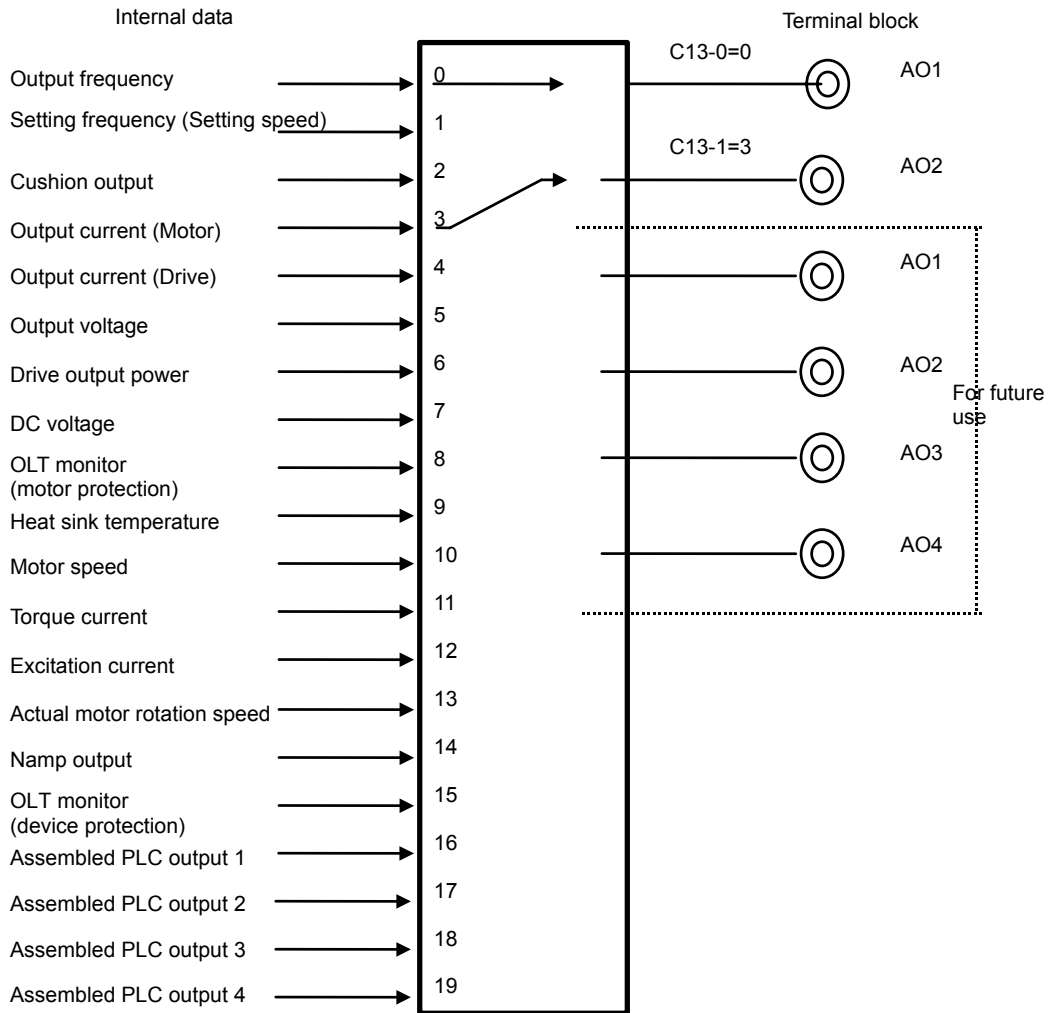 Internal data
Terminal block
Output frequency
0
C13-0=0
AO1
Setting frequency (Setting speed)
1
Cushion output
2
C13-1=3
AO2
Output current (Motor)
3
Output current (Drive)
4
AO1
Output voltage
5
Drive output power
6
AO2
For future
use
DC voltage
7
OLT monitor
(motor protection)
8
AO3
Heat sink temperature
9
Motor speed
10
AO4
Torque current
11
Excitation current
12
Actual motor rotation speed
13
Namp output
14
OLT monitor
(device protection)
15
Assembled PLC output 1
16
Assembled PLC output 2
17
Assembled PLC output 3
18
Assembled PLC output 4
19